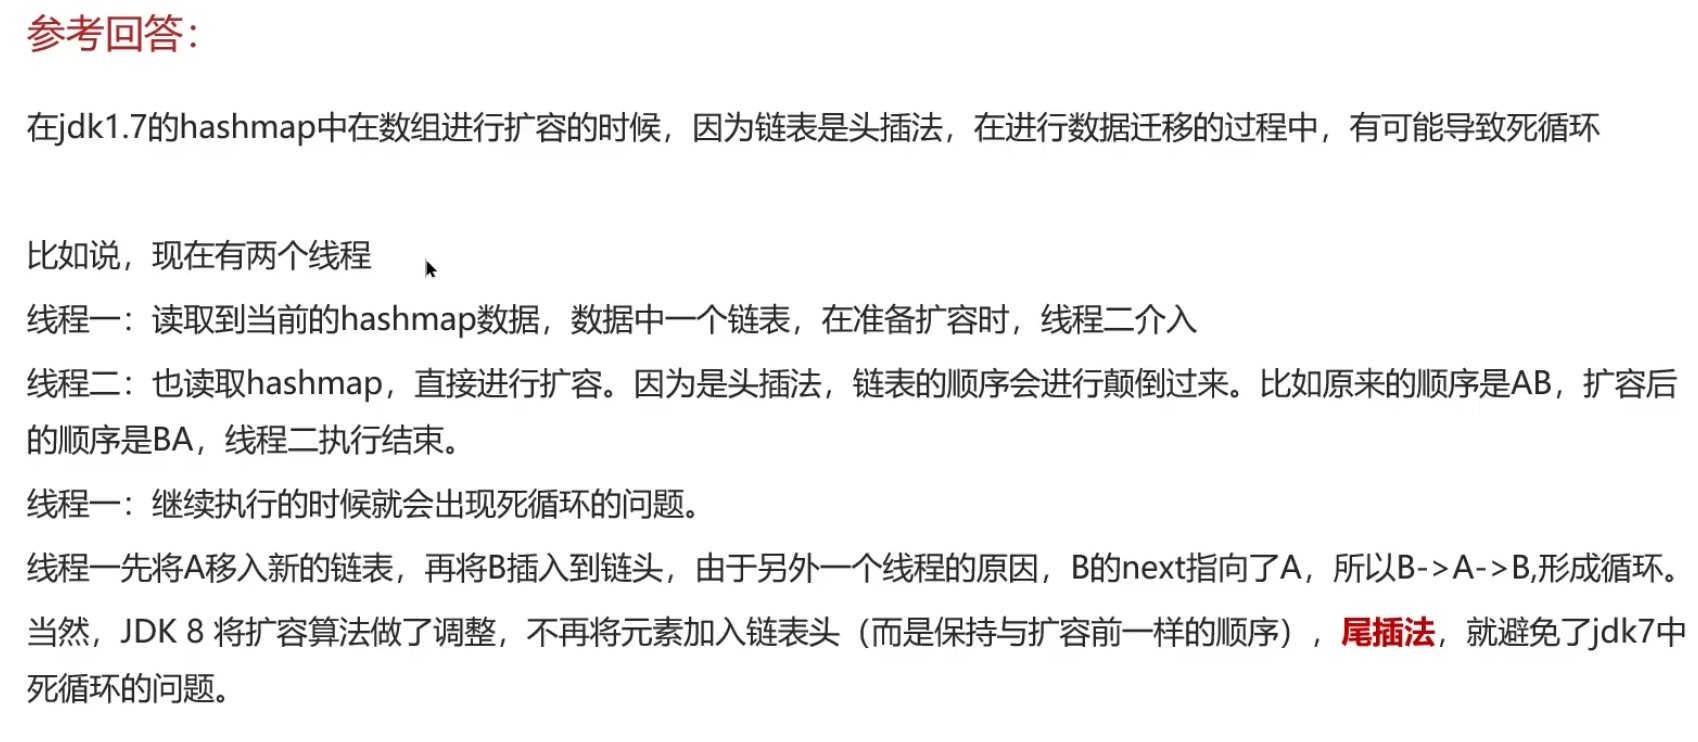 参考回答：
在jdk1.7的hashmap中在数组进行扩容的时候，因为链表是头插法，在进行数据迁移的过程中，有可能导致死循环
比如说，现在有两个线程
线程一：读取到当前的hashmap数据，数据中一个链表，在准备扩容时，线程二介入
线程二：也读取hashmap，直接进行扩容。因为是头插法，链表的顺序会进行颠倒过来。比如原来的顺序是AB，扩容后
的顺序是BA，线程二执行结束。
线程一：继续执行的时候就会出现死循环的问题。
线程一先将A移入新的链表，再将B插入到链头，由于另外一个线程的原因，B的next指向了A，所以B->A->B,形成循环。
当然，JDK 8 将扩容算法做了调整，不再将元素加入链表头（而是保持与扩容前一样的顺序），尾插法，就避免了jdk7中
死循环的问题。